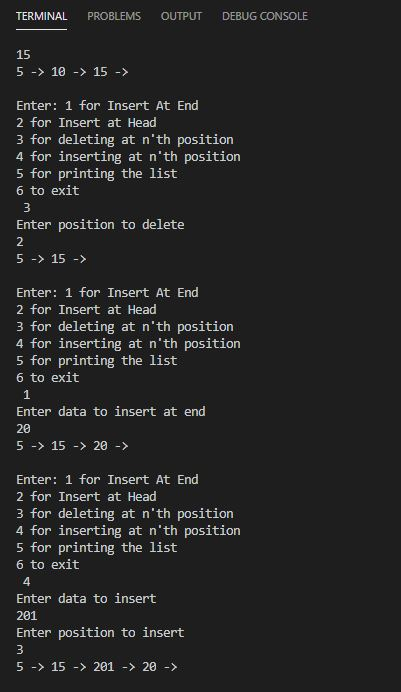 TERMINAL PROBLEMS OUTPUT DEBUG CONSOLE
15
5 -> 10 -> 15 ->
Enter: 1 for Insert At End
2 for Insert at Head
3 for deleting at n'th position
4 for inserting at n'th position
5 for printing the list
6 to exit
3
Enter position to delete
2
5 -> 15 ->
Enter: 1 for Insert At End
2 for Insert at Head
3 for deleting at n'th position
4 for inserting at n'th position
5 for printing the list
6 to exit
1
Enter data to insert at end
20
5 -> 15 -> 20 ->
Enter: 1 for Insert At End
2 for Insert at Head
3 for deleting at n'th position
4 for inserting at n'th position
5 for printing the list
6 to exit
4
Enter data to insert
201
Enter position to insert
3
5 -> 15 -> 201 -> 20 ->